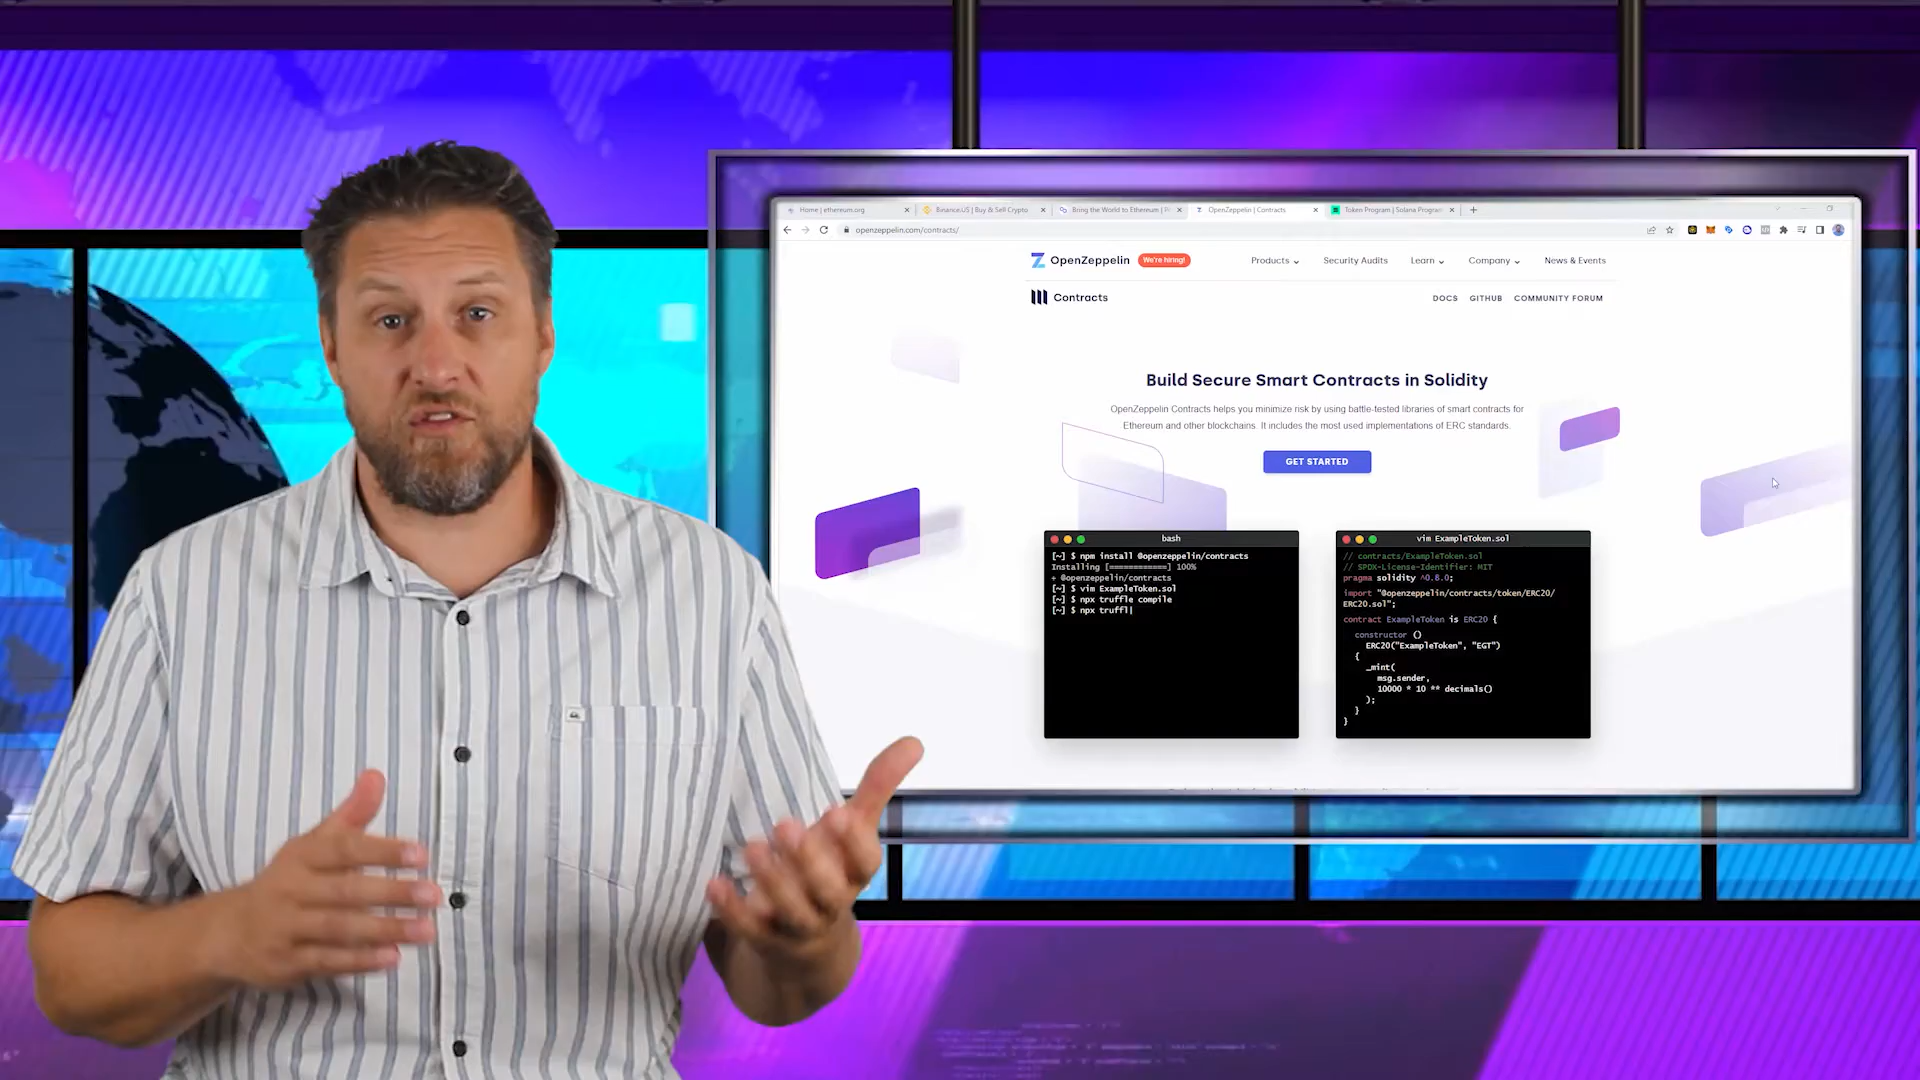 Home | ethereum.org
Binance.US | Buy & Sell Crypto
Bring the World to Ethereum |
OpenZeppelin | Contracts
Token Program | Solana Program
openzeppelin.com/contracts/
OpenZeppelin
We're hiring!
Products
Security Audits
Learn
Company
News & Events
Contracts
DOCS
GITHUB
COMMUNITY FORUM
Build Secure Smart Contracts in Solidity
OpenZeppelin Contracts helps you minimize risk by using battle-tested libraries of smart contracts for
Ethereum and other blockchains. It includes the most used implementations of ERC standards.
GET STARTED
bash
[~] $ npm install @openzeppelin/contracts
Installing [============] 100%
+ @openzeppelin/contracts
[~] $ vim ExampleToken.sol
[~] $ npx truffle compile
[~] $ npx truffl
vim ExampleToken.sol
// contracts/ExampleToken.sol
// SPDX-License-Identifier: MIT
pragma solidity ^0.8.0;
import "@openzeppelin/contracts/token/ERC20/
ERC20.sol";
contract ExampleToken is ERC20 {
constructor ()
ERC20("ExampleToken", "EGT")
{
_mint(
msg.sender,
10000 * 10 ** decimals()
);
}
}